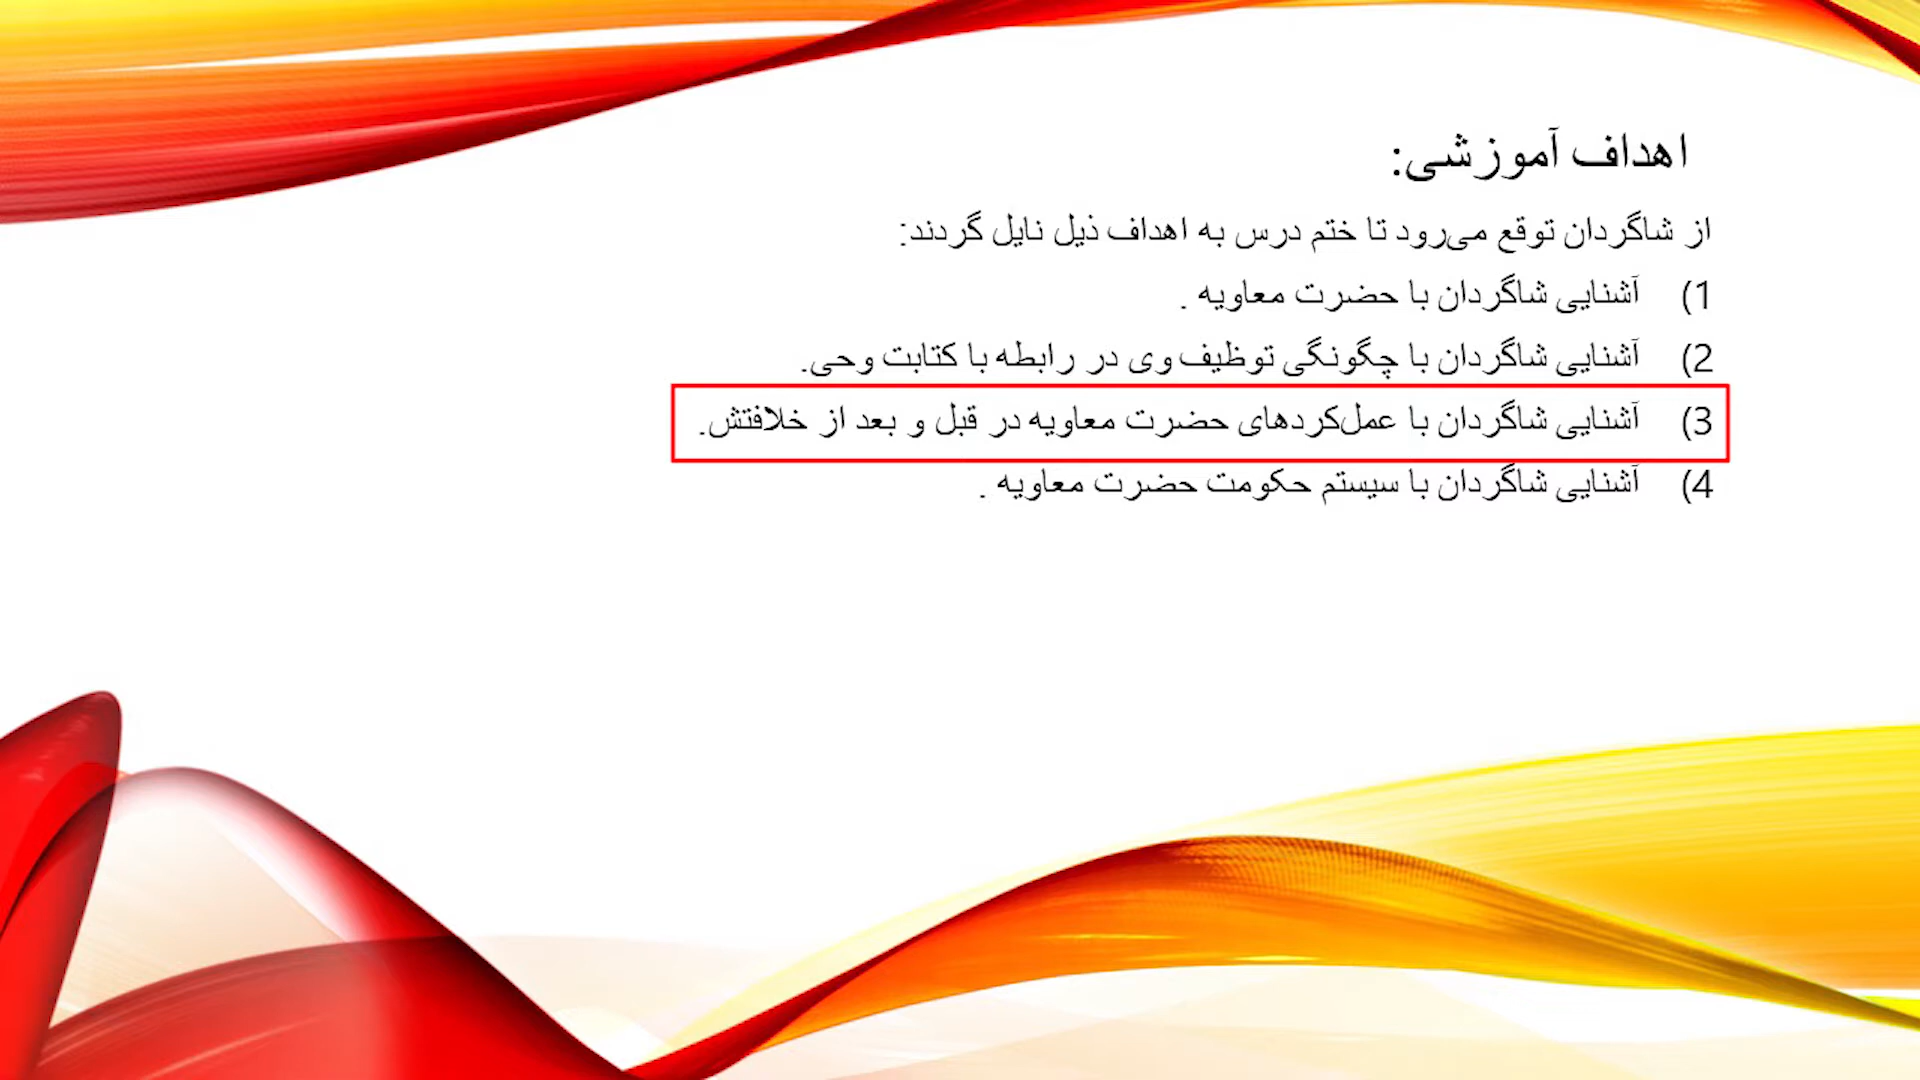 اهداف آموزشی:
از شاگردان توقع می‌رود تا ختم درس به اهداف ذیل نایل گردند:
1) آشنایی شاگردان با حضرت معاویه .
2) آشنایی شاگردان با چگونگی توظیف وی در رابطه با کتابت وحی.
3) آشنایی شاگردان با عمل‌کردهای حضرت معاویه در قبل و بعد از خلافتش.
4) آشنایی شاگردان با سیستم حکومت حضرت معاویه .